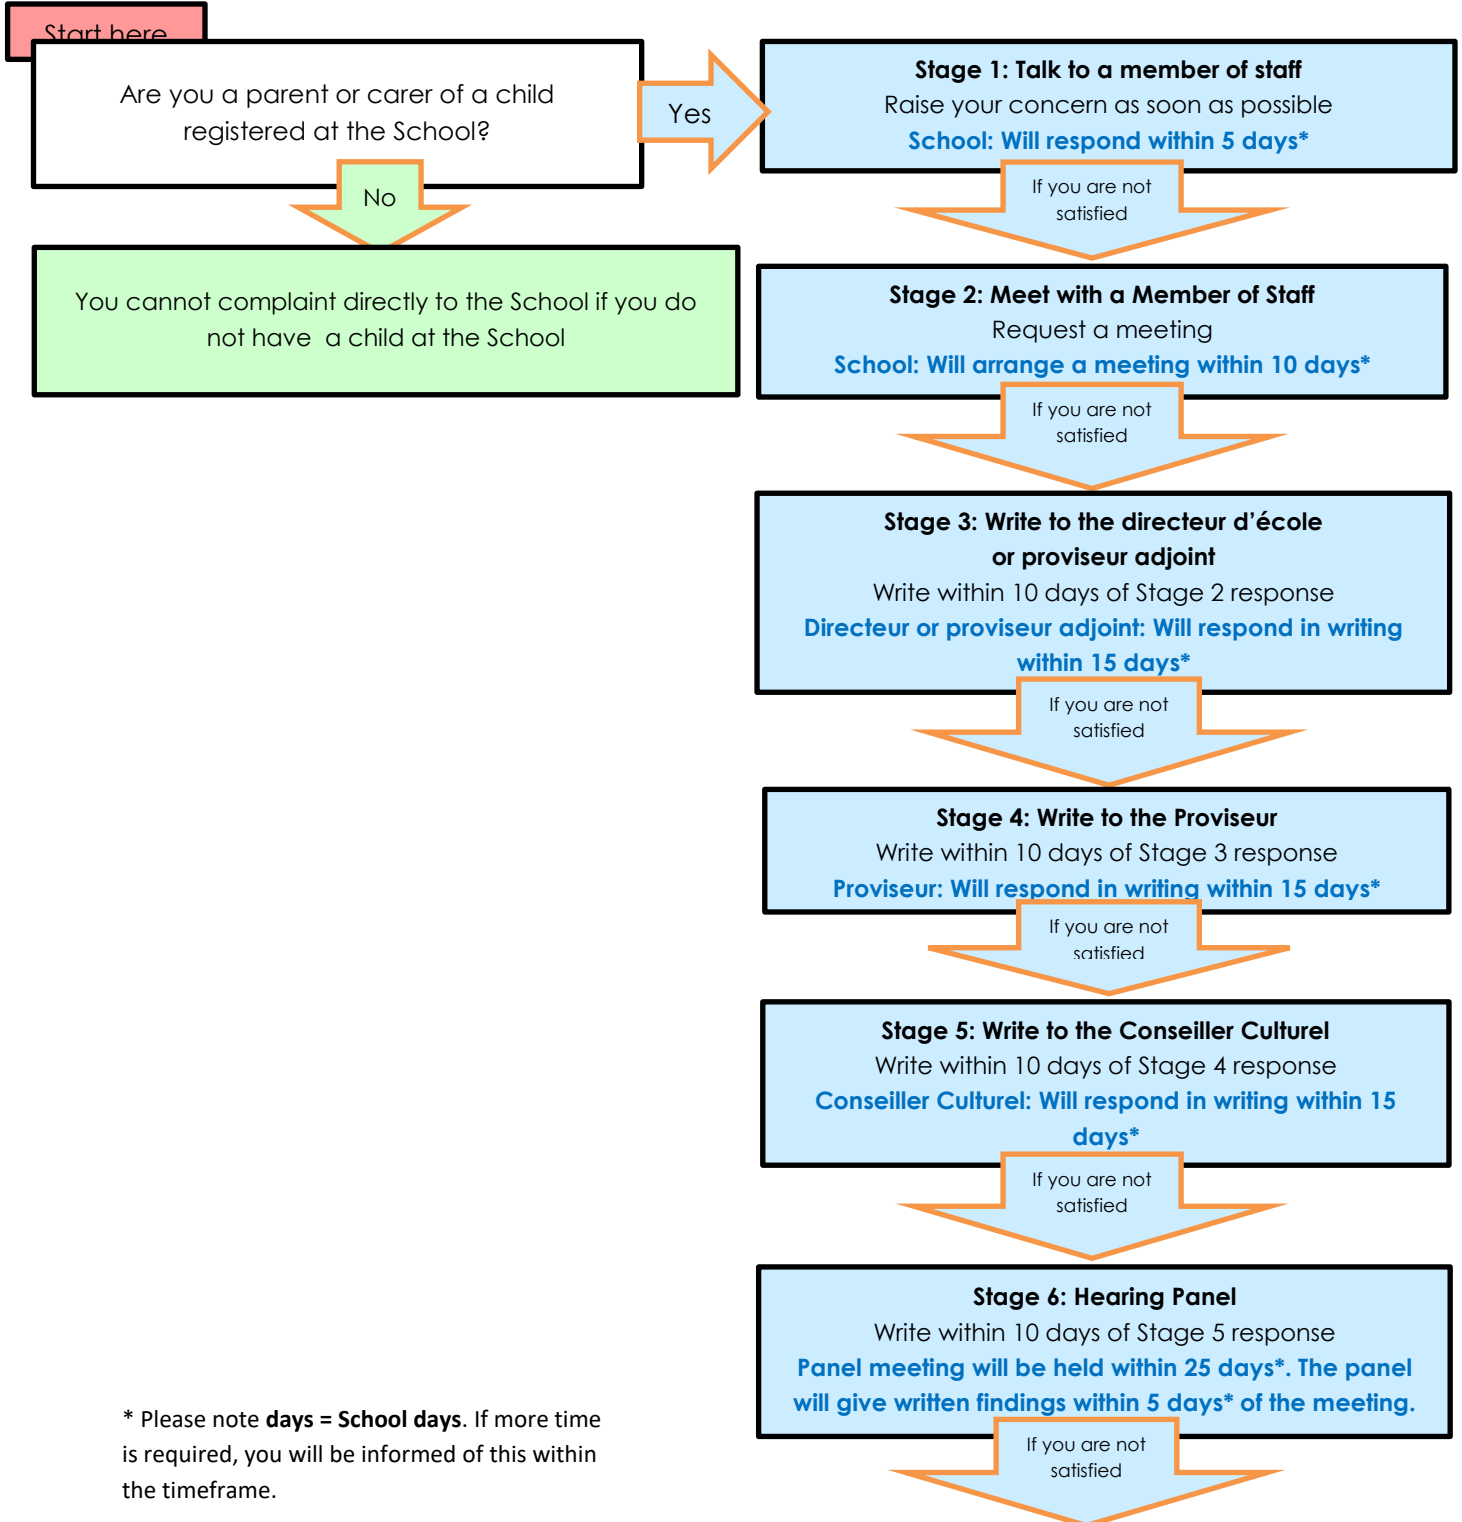 Start here
Are you a parent or carer of a child
registered at the School?
Yes
No
You cannot complaint directly to the School if you do
not have a child at the School
Stage 1: Talk to a member of staff
Raise your concern as soon as possible
School: Will respond within 5 days*
If you are not
satisfied
Stage 2: Meet with a Member of Staff
Request a meeting
School: Will arrange a meeting within 10 days*
If you are not
satisfied
Stage 3: Write to the directeur d’école
or proviseur adjoint
Write within 10 days of Stage 2 response
Directeur or proviseur adjoint: Will respond in writing
within 15 days*
If you are not
satisfied
Stage 4: Write to the Proviseur
Write within 10 days of Stage 3 response
Proviseur: Will respond in writing within 15 days*
If you are not
satisfied
Stage 5: Write to the Conseiller Culturel
Write within 10 days of Stage 4 response
Conseiller Culturel: Will respond in writing within 15
days*
If you are not
satisfied
Stage 6: Hearing Panel
Write within 10 days of Stage 5 response
Panel meeting will be held within 25 days*. The panel
will give written findings within 5 days* of the meeting.
If you are not
satisfied
* Please note days = School days. If more time
is required, you will be informed of this within
the timeframe.